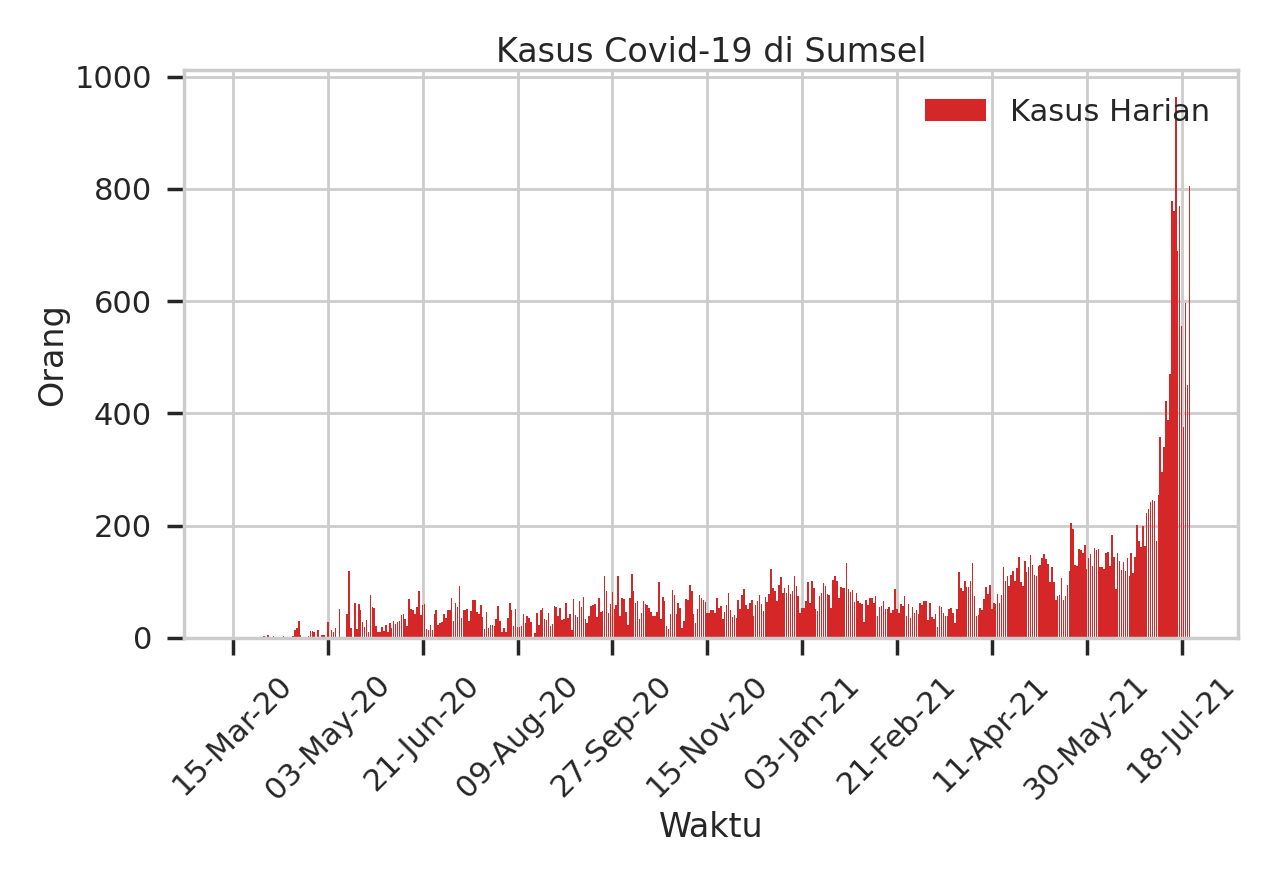 Kasus Covid-19 di Sumsel
Kasus Harian
Orang
1000
800
600
400
200
0
15-Mar-20
03-May-20
21-Jun-20
09-Aug-20
27-Sep-20
15-Nov-20
03-Jan-21
21-Feb-21
11-Apr-21
30-May-21
18-Jul-21
Waktu